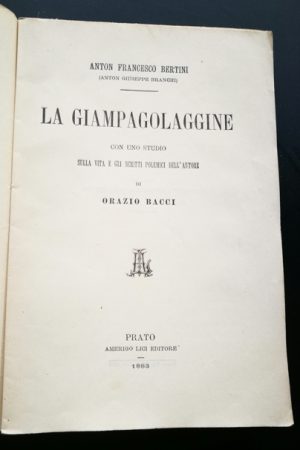 ANTON FRANCESCO BERTINI
(ANTON GIUSEPPE BRANCHI)
LA GIAMPAGOLAGGINE
CON UNO STUDIO
SULLA VITA E GLI SCRITTI POLEMICI DELL'AUTORE
DI
ORAZIO BACCI
PRATO
AMERIGO LICI EDITORE
1883